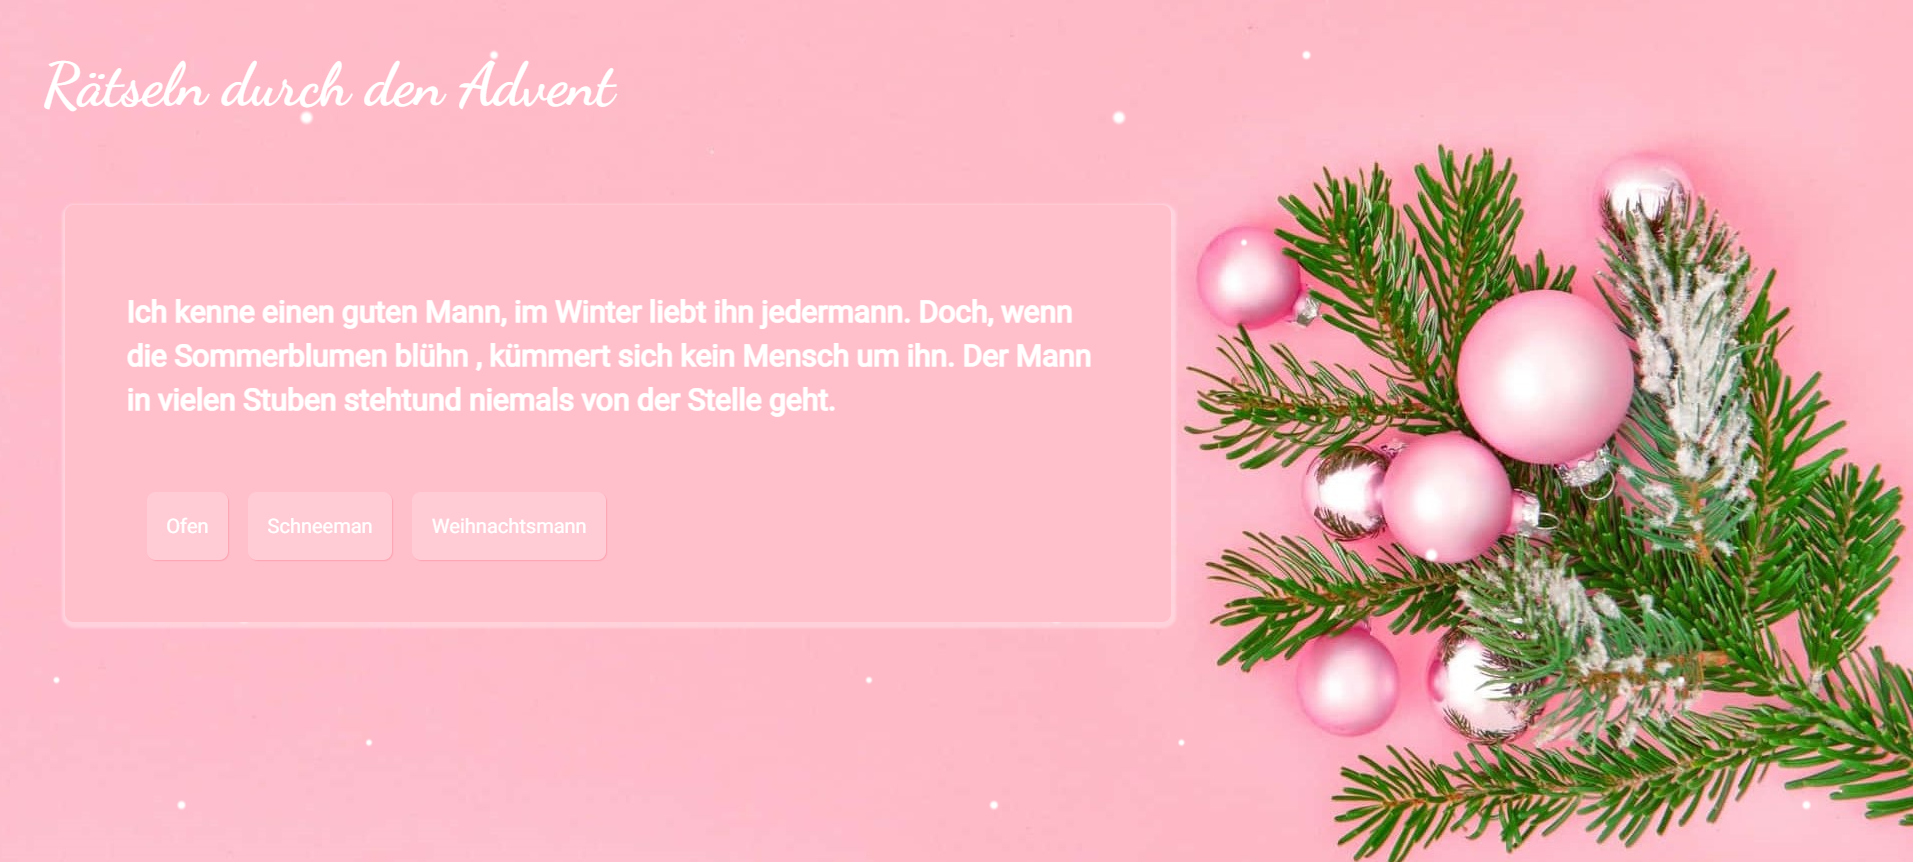 Rätseln durch den Advent
Ich kenne einen guten Mann, im Winter liebt ihn jedermann. Doch, wenn
die Sommerblumen blühn , kümmert sich kein Mensch um ihn. Der Mann
in vielen Stuben stehtund niemals von der Stelle geht.
Ofen
Schneeman
Weihnachtsmann